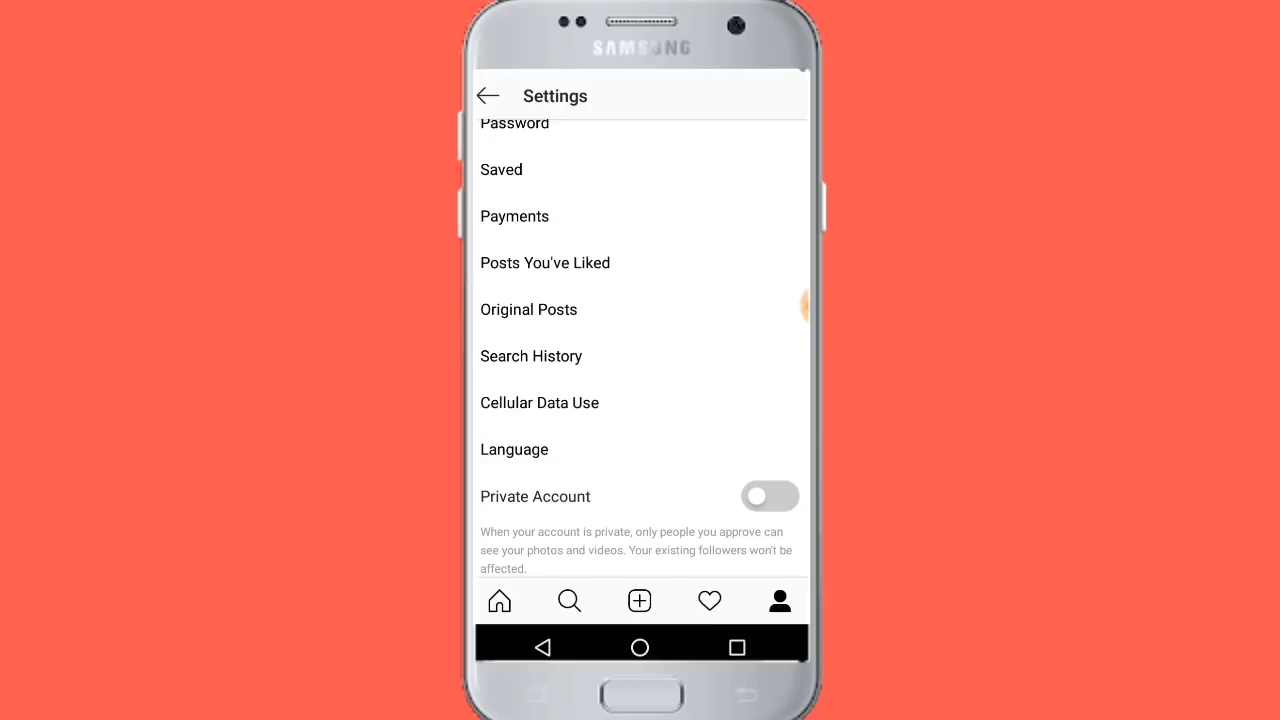 SAMSUNG
Settings
Password
Saved
Payments
Posts You've Liked
Original Posts
Search History
Cellular Data Use
Language
Private Account
When your account is private, only people you approve can
see your photos and videos. Your existing followers won't be
affected.